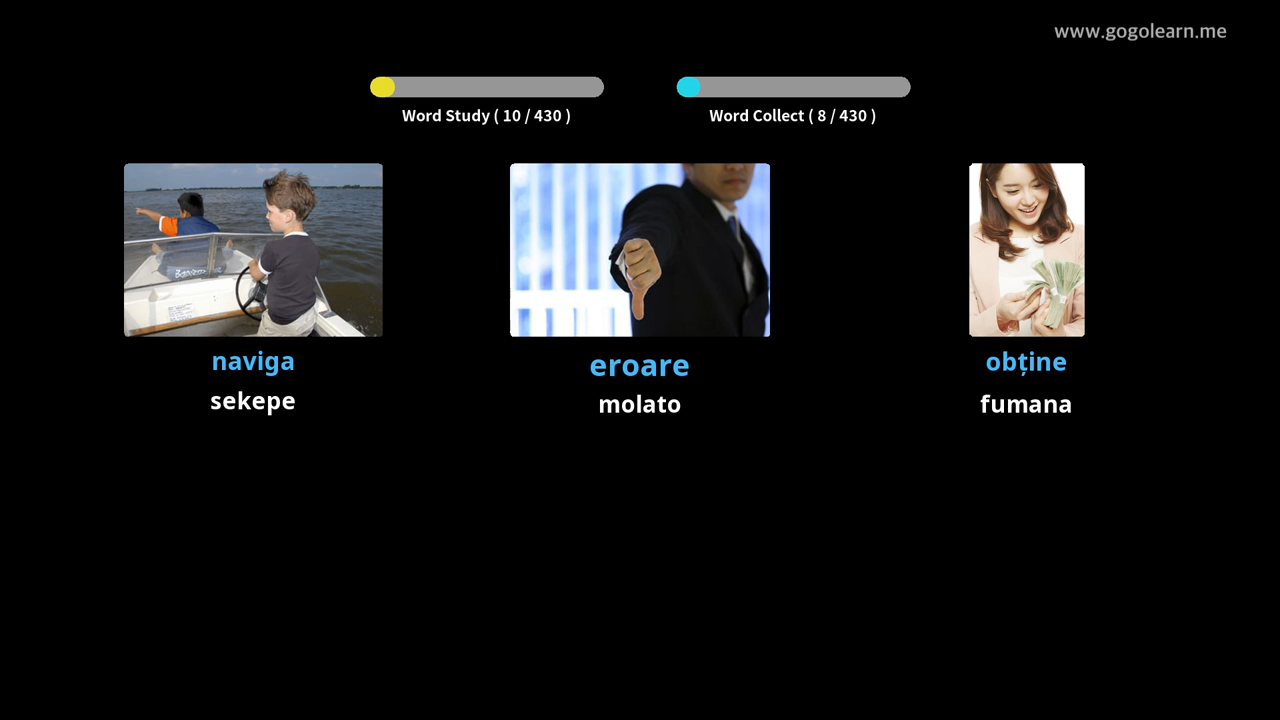 www.gogolearn.me
Word Study ( 10 / 430 )
Word Collect ( 8 / 430 )
naviga
sekepe
eroare
molato
obține
fumana